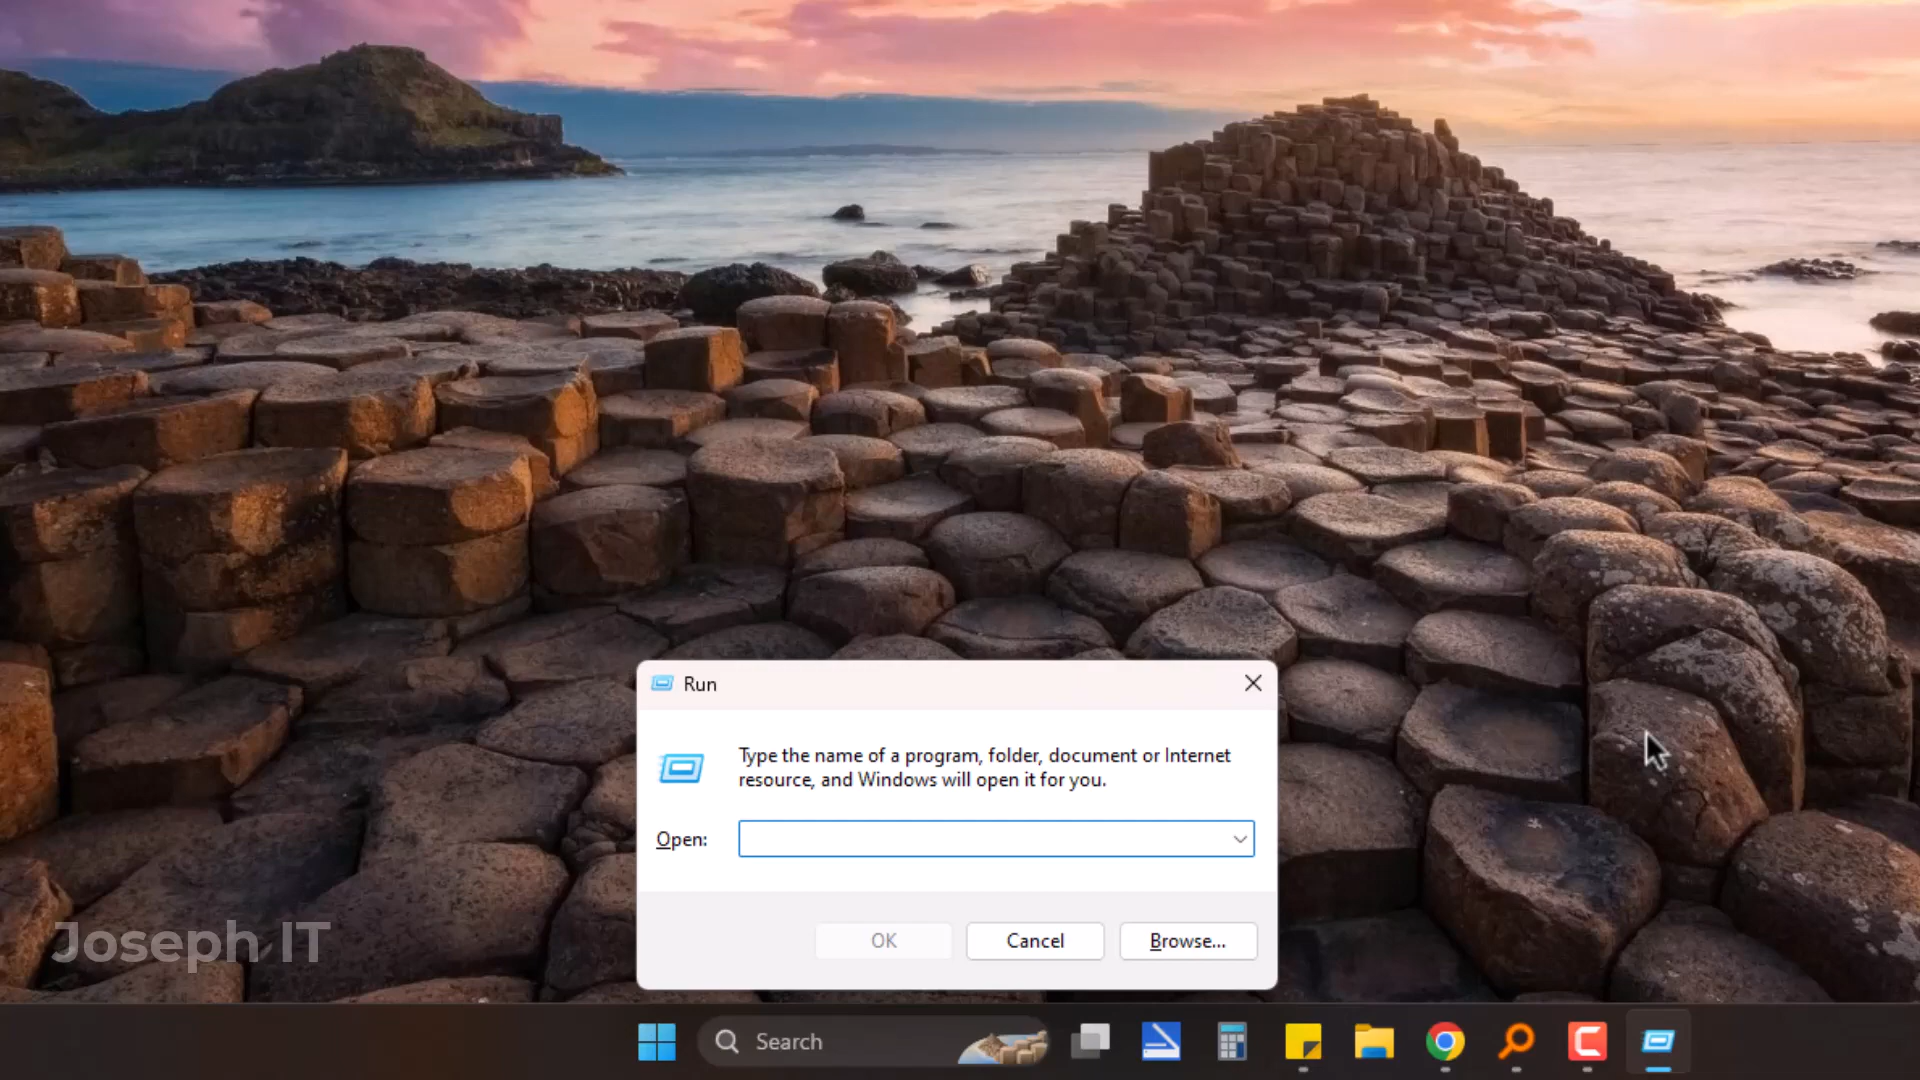 Run
Type the name of a program, folder, document or Internet
resource, and Windows will open it for you.
Open:
OK
Cancel
Browse...
Joseph IT
Search